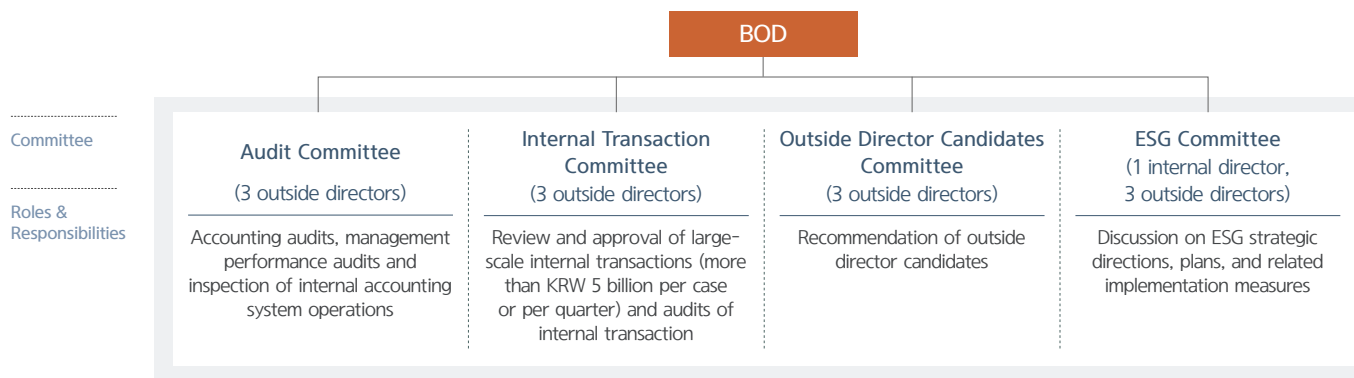 BOD
Committee
Roles &
Responsibilities
Audit Committee
(3 outside directors)
Accounting audits, management
performance audits and
inspection of internal accounting
system operations
Internal Transaction
Committee
(3 outside directors)
Review and approval of large-
scale internal transactions (more
than KRW 5 billion per case
or per quarter) and audits of
internal transaction
Outside Director Candidates
Committee
(3 outside directors)
Recommendation of outside
director candidates
ESG Committee
(1 internal director,
3 outside directors)
Discussion on ESG strategic
directions, plans, and related
implementation measures